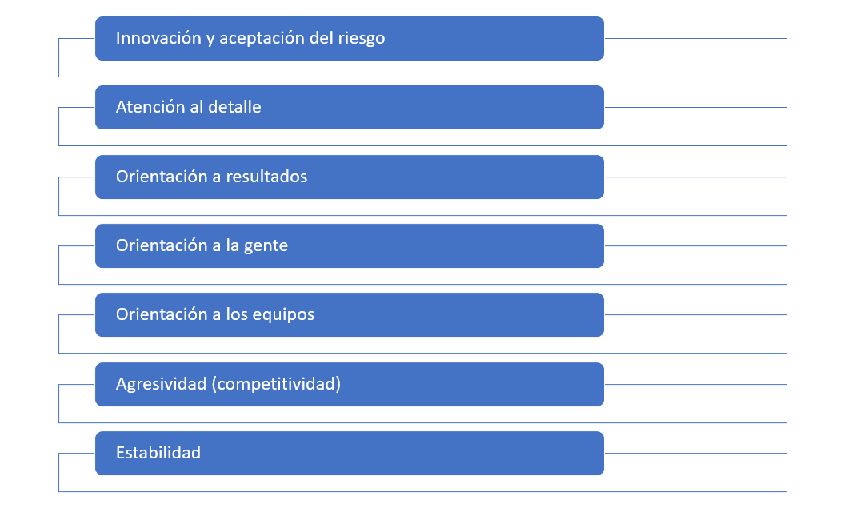 Innovación y aceptación del riesgo
Atención al detalle
Orientación a resultados
Orientación a la gente
Orientación a los equipos
Agresividad (competitividad)
Estabilidad